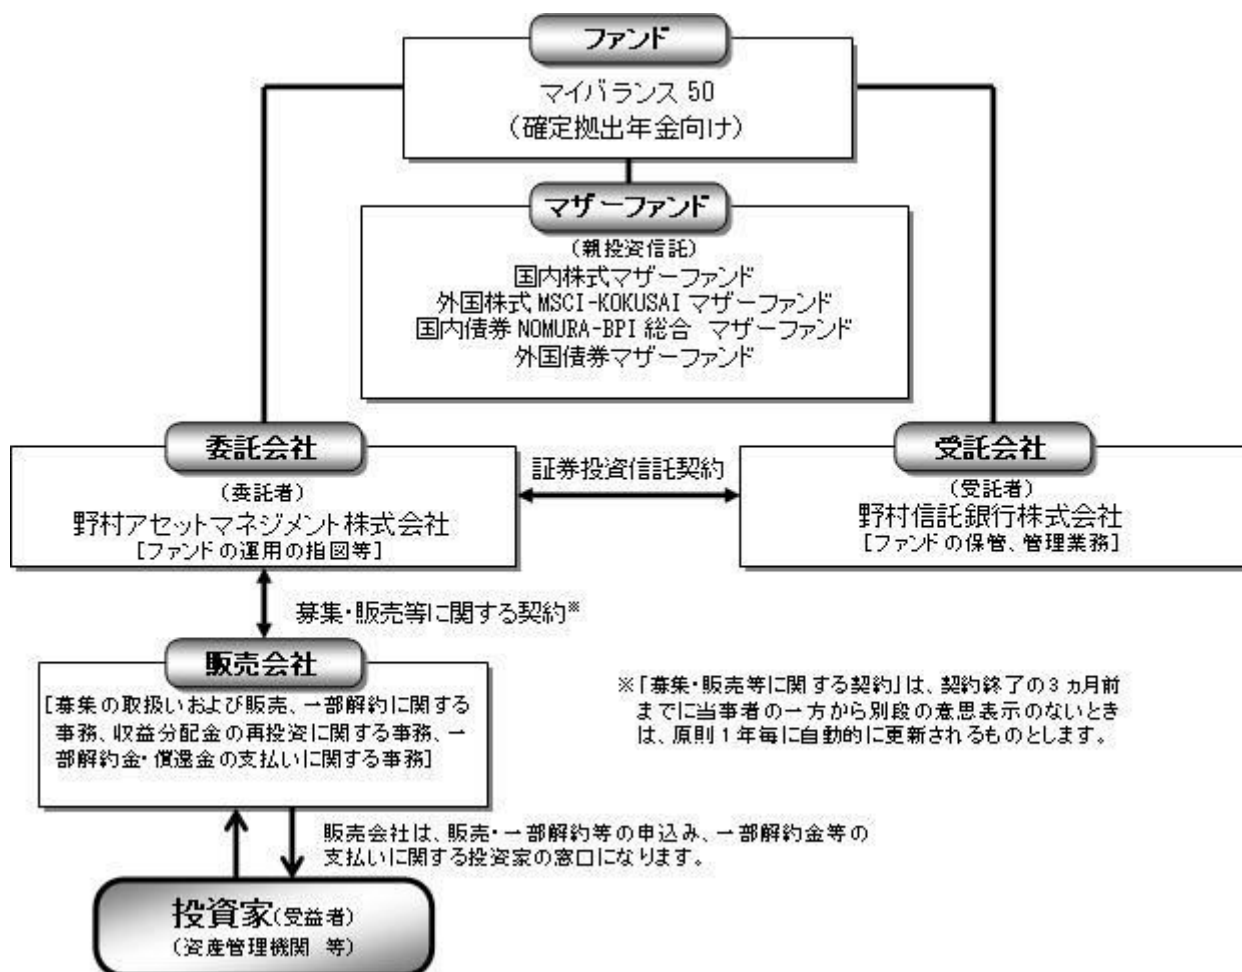 ファンド
マイバランス 50
（確定拠出年金向け）
マザーファンド
（親投資信託）
国内株式マザーファンド
外国株式 MSCI-KOKUSAI マザーファンド
国内債券 NOMURA-BPI 総合　マザーファンド
外国債券マザーファンド
委託会社
（委託者）
野村アセットマネジメント株式会社
[ファンドの運用の指図等]
証券投資信託契約
受託会社
（受託者）
野村信託銀行株式会社
[ファンドの保管、管理業務]
募集・販売等に関する契約※
販売会社
[募集の取扱いおよび販売、一部解約に関する
事務、収益分配金の再投資に関する事務、一
部解約金・償還金の支払いに関する事務]
※「募集・販売等に関する契約」は、契約終了の3ヵ月前
までに当事者の一方から別段の意思表示のないとき
は、原則1年毎に自動的に更新されるものとします。
販売会社は、販売・一部解約等の申込み、一部解約金等の
支払いに関する投資家の窓口になります。
投資家（受益者）
（資産管理機関　等）